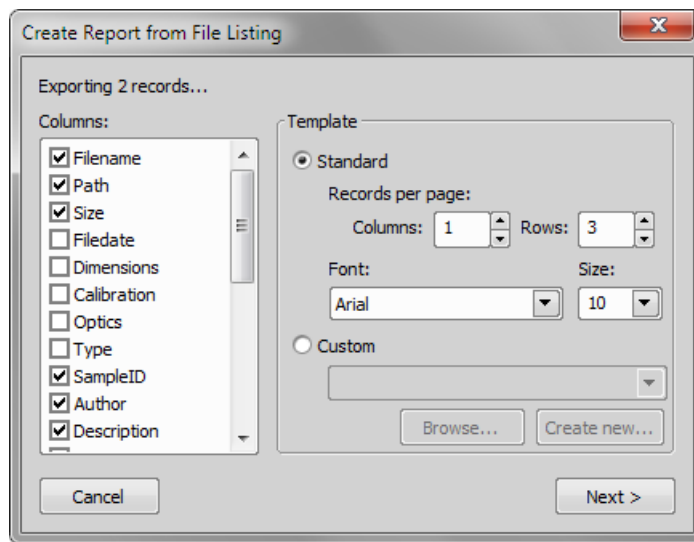 Create Report from File Listing
Exporting 2 records...
Columns:
Filename
Path
Size
Filedate
Dimensions
Calibration
Optics
Type
SampleID
Author
Description
Template
Standard
Records per page:
Columns: 1 Rows: 3
Font: Size:
Arial 10
Custom
Browse... Create new...
Cancel Next >